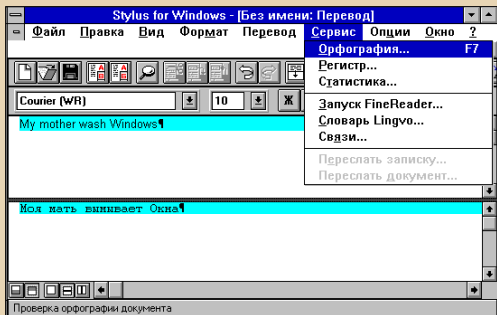 Stylus for Windows - [Без имени: Перевод]
Файл Правка Вид Формат Перевод Сервис Опции Окно ?
Орфография... F7
Регистр...
Статистика...
Courier (WR) 10 Ж
Запуск FineReader...
Словарь Lingvo...
Связи...
Переслать записку...
Переслать документ...
My mother wash Windows¶
Моя мать вымывает Окна¶
Проверка орфографии документа